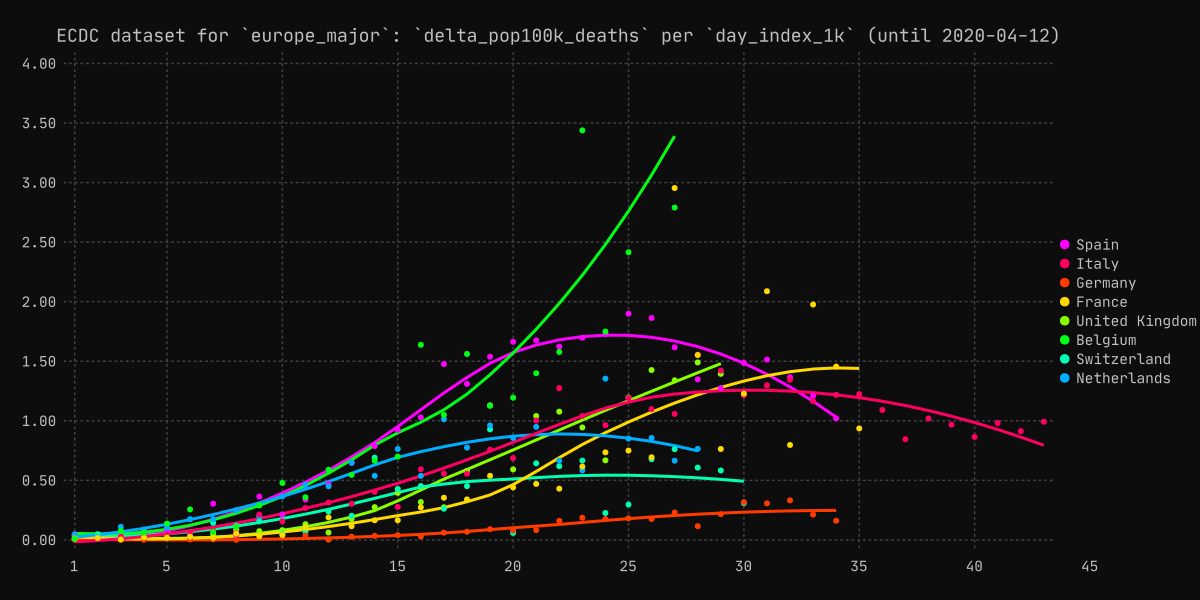 ECDC dataset for `europe_major`: `delta_pop100k_deaths` per `day_index_1k` (until 2020-04-12)
4.00
3.50
3.00
2.50
2.00
1.50
1.00
0.50
0.00
1 5 10 15 20 25 30 35 40 45
Spain
Italy
Germany
France
United Kingdom
Belgium
Switzerland
Netherlands